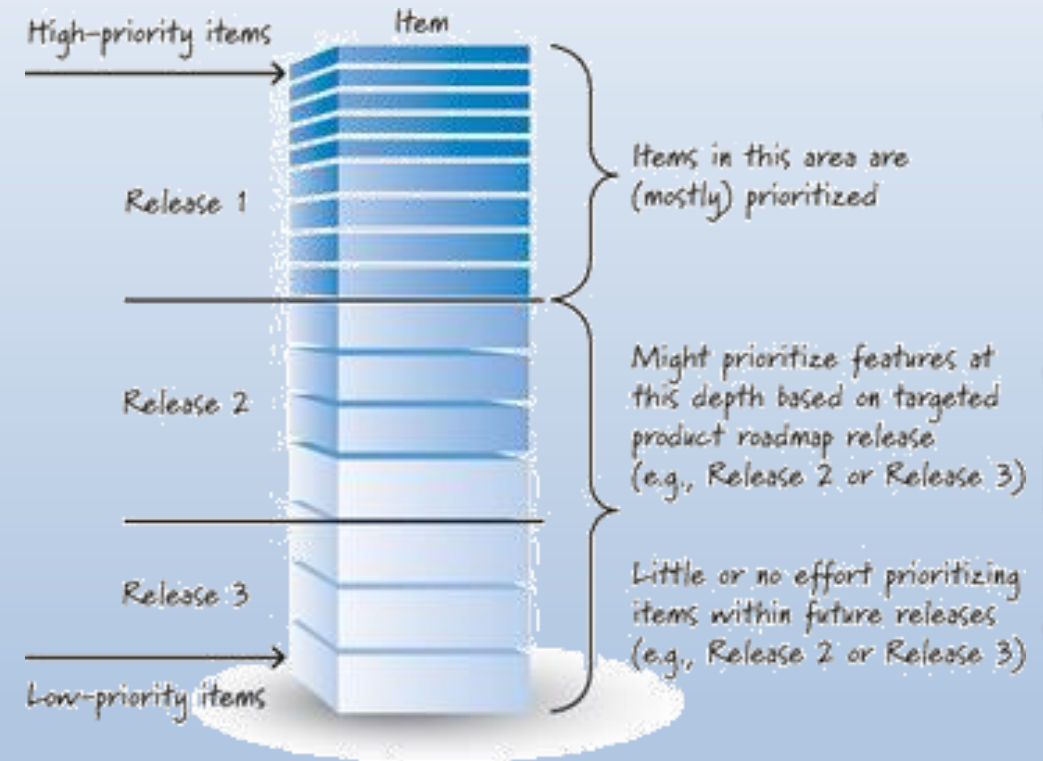 Item
High-priority items
Release 1
Items in this area are
(mostly) prioritized
Release 2
Might prioritize features at
this depth based on targeted
product roadmap release
(e.g., Release 2 or Release 3)
Release 3
Little or no effort prioritizing
items within future releases
(e.g., Release 2 or Release 3)
Low-priority items